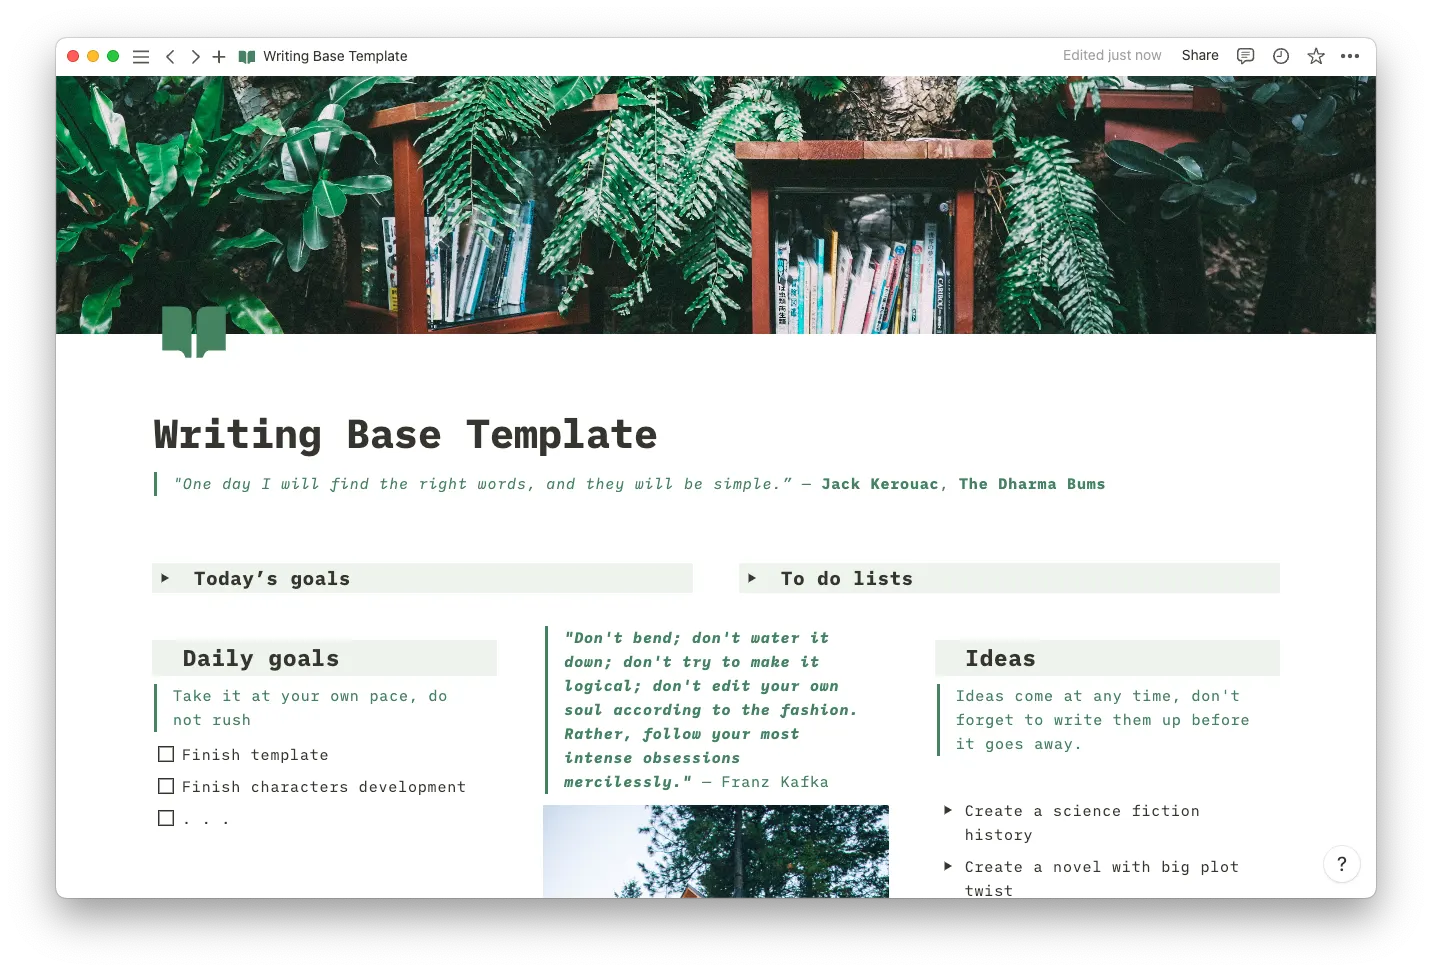 Writing Base Template
Edited just now
Share
Writing Base Template
"One day I will find the right words, and they will be simple.” — Jack Kerouac, The Dharma Bums
Today’s goals
To do lists
Daily goals
Take it at your own pace, do
not rush
Finish template
Finish characters development
. . .
"Don't bend; don't water it
down; don't try to make it
logical; don't edit your own
soul according to the fashion.
Rather, follow your most
intense obsessions
mercilessly." — Franz Kafka
Ideas
Ideas come at any time, don't
forget to write them up before
it goes away.
Create a science fiction
history
Create a novel with big plot
twist
?